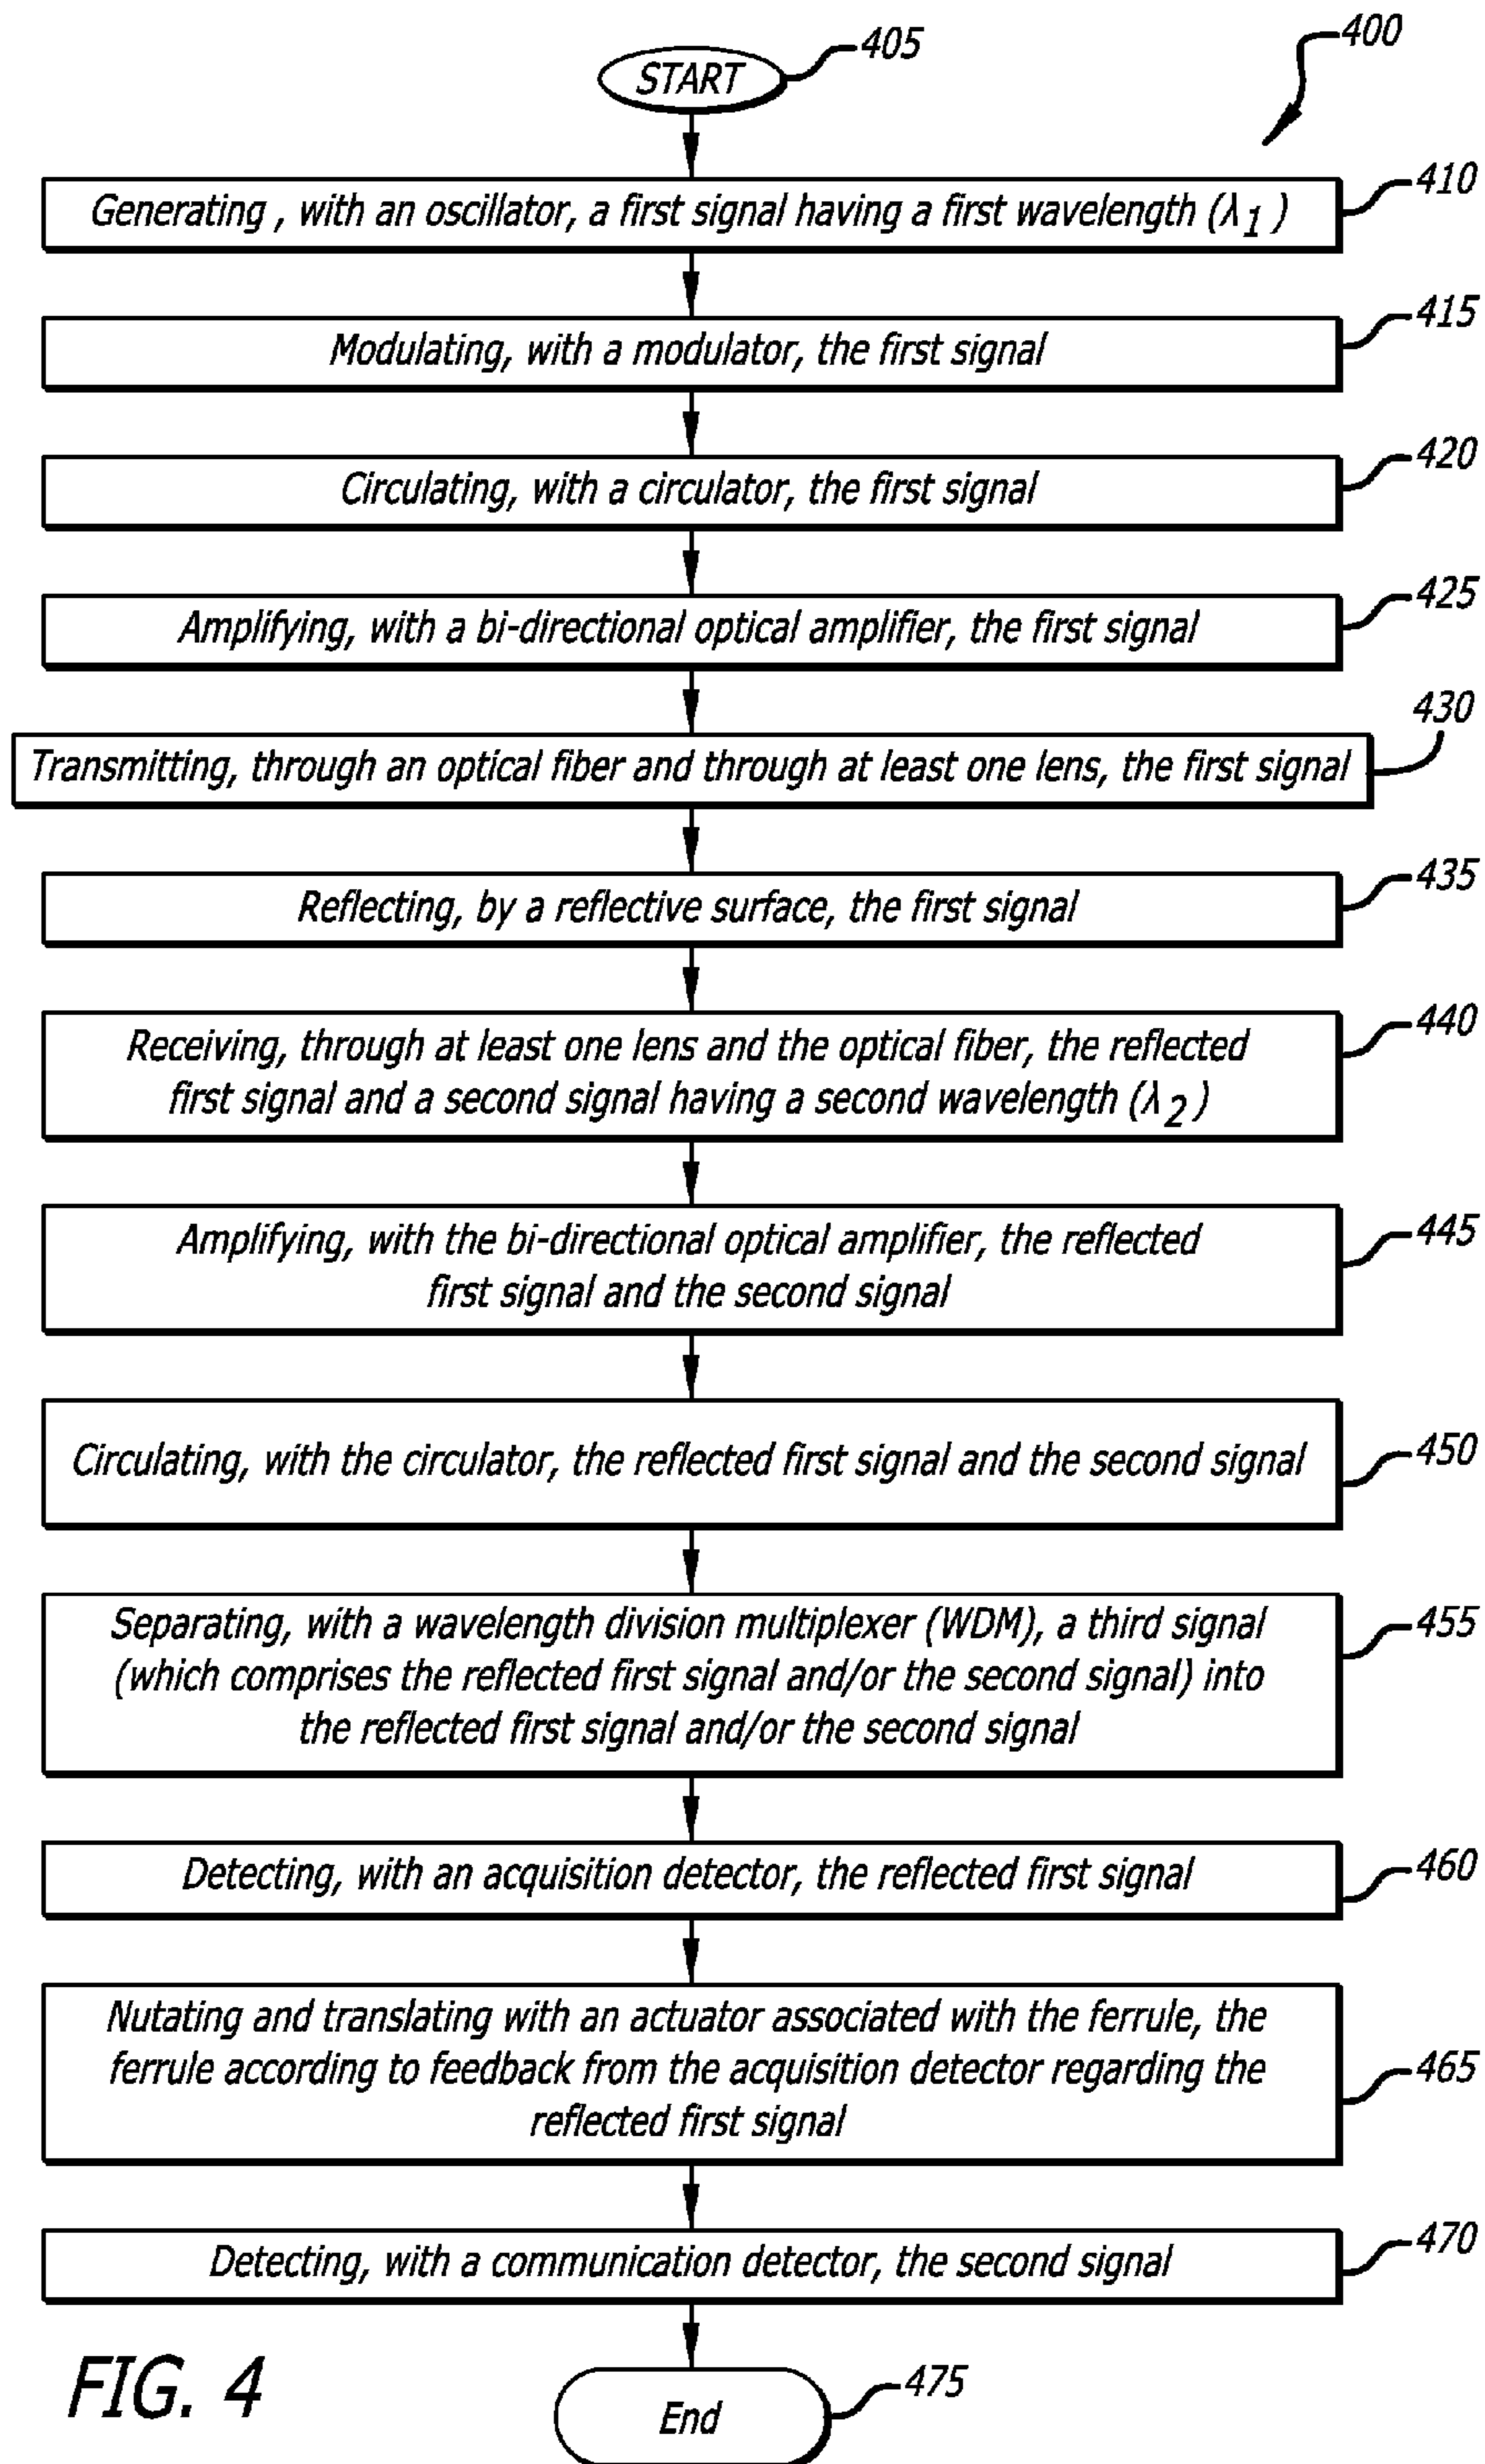 400
START
405
Generating , with an oscillator, a first signal having a first wavelength (λ1 )
410
Modulating, with a modulator, the first signal
415
Circulating, with a circulator, the first signal
420
Amplifying, with a bi-directional optical amplifier, the first signal
425
Transmitting, through an optical fiber and through at least one lens, the first signal
430
Reflecting, by a reflective surface, the first signal
435
Receiving, through at least one lens and the optical fiber, the reflected
first signal and a second signal having a second wavelength (λ2 )
440
Amplifying, with the bi-directional optical amplifier, the reflected
first signal and the second signal
445
Circulating, with the circulator, the reflected first signal and the second signal
450
Separating, with a wavelength division multiplexer (WDM), a third signal
(which comprises the reflected first signal and/or the second signal) into
the reflected first signal and/or the second signal
455
Detecting, with an acquisition detector, the reflected first signal
460
Nutating and translating with an actuator associated with the ferrule, the
ferrule according to feedback from the acquisition detector regarding the
reflected first signal
465
Detecting, with a communication detector, the second signal
470
End
475
FIG. 4